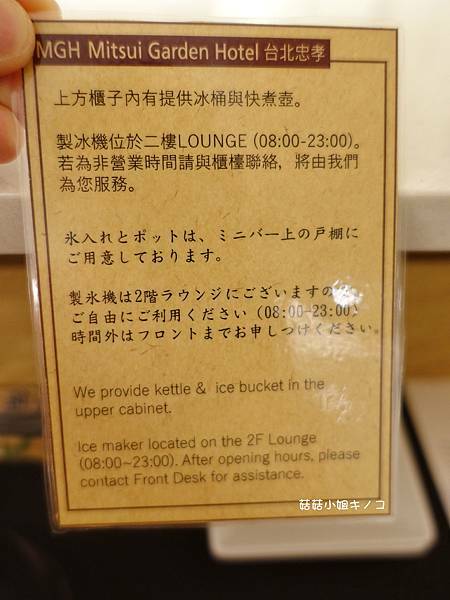 MGH Mitsui Garden Hotel 台北忠孝
上方櫃子內有提供冰桶與快煮壺。
製冰機位於二樓LOUNGE (08:00-23:00)。
若為非營業時間請與櫃檯聯絡，將由我們
為您服務。
氷入れとポットは、ミニバー上の戸棚に
ご用意しております。
製氷機は2階ラウンジにございますの
ご自由にご利用ください (08:00-23:00)
時間外はフロントまでお申しつけください。
We provide kettle & ice bucket in the
upper cabinet.
Ice maker located on the 2F Lounge
(08:00~23:00). After opening hours, please
contact Front Desk for assistance.
菇菇小姐キノコ